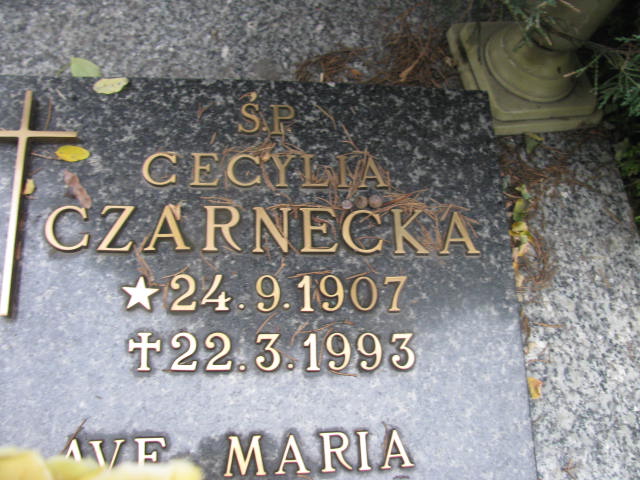 Ś.P.
CECYLIA
CZARNECKA
★24.9.1907
✝22.3.1993
AVE MARIA